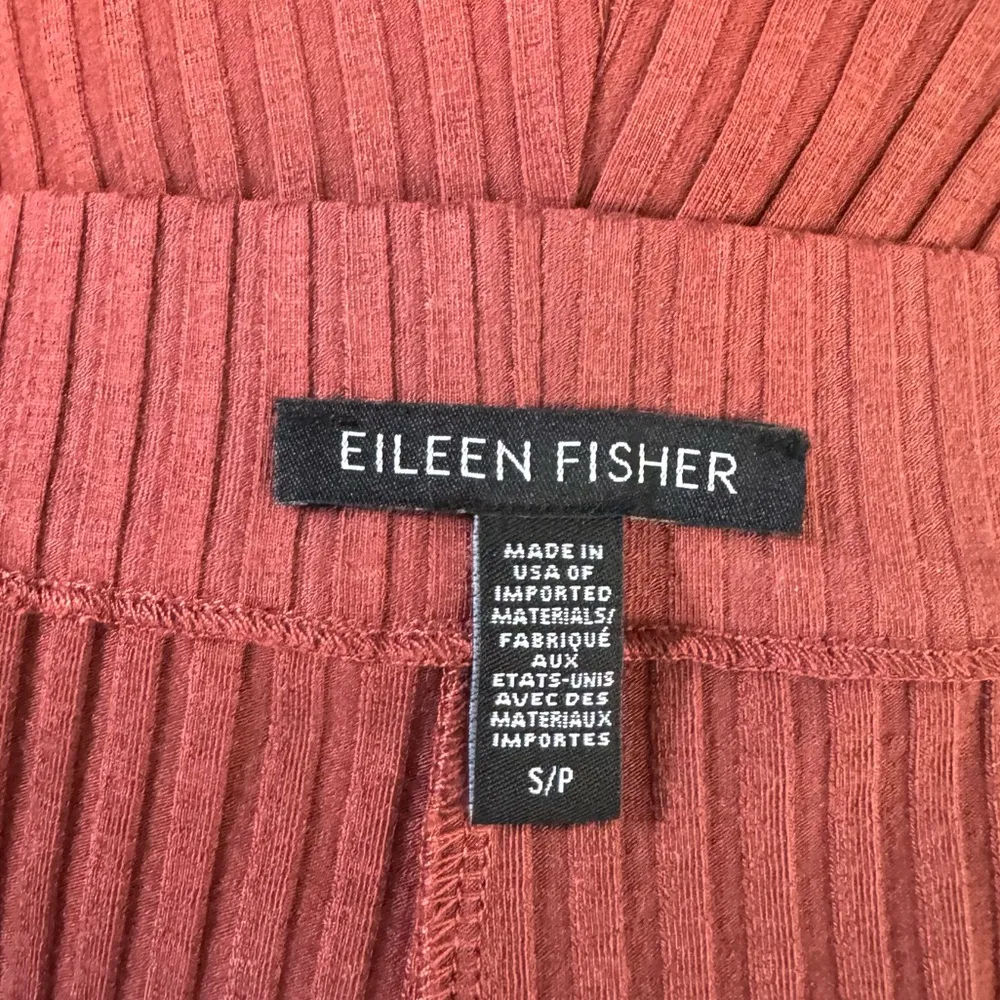 EILEEN FISHER
MADE IN
USA OF
IMPORTED
MATERIALS/
FABRIQUÉ
AUX
ETATS-UNIS
AVEC DES
MATERIAUX
IMPORTES
S/P